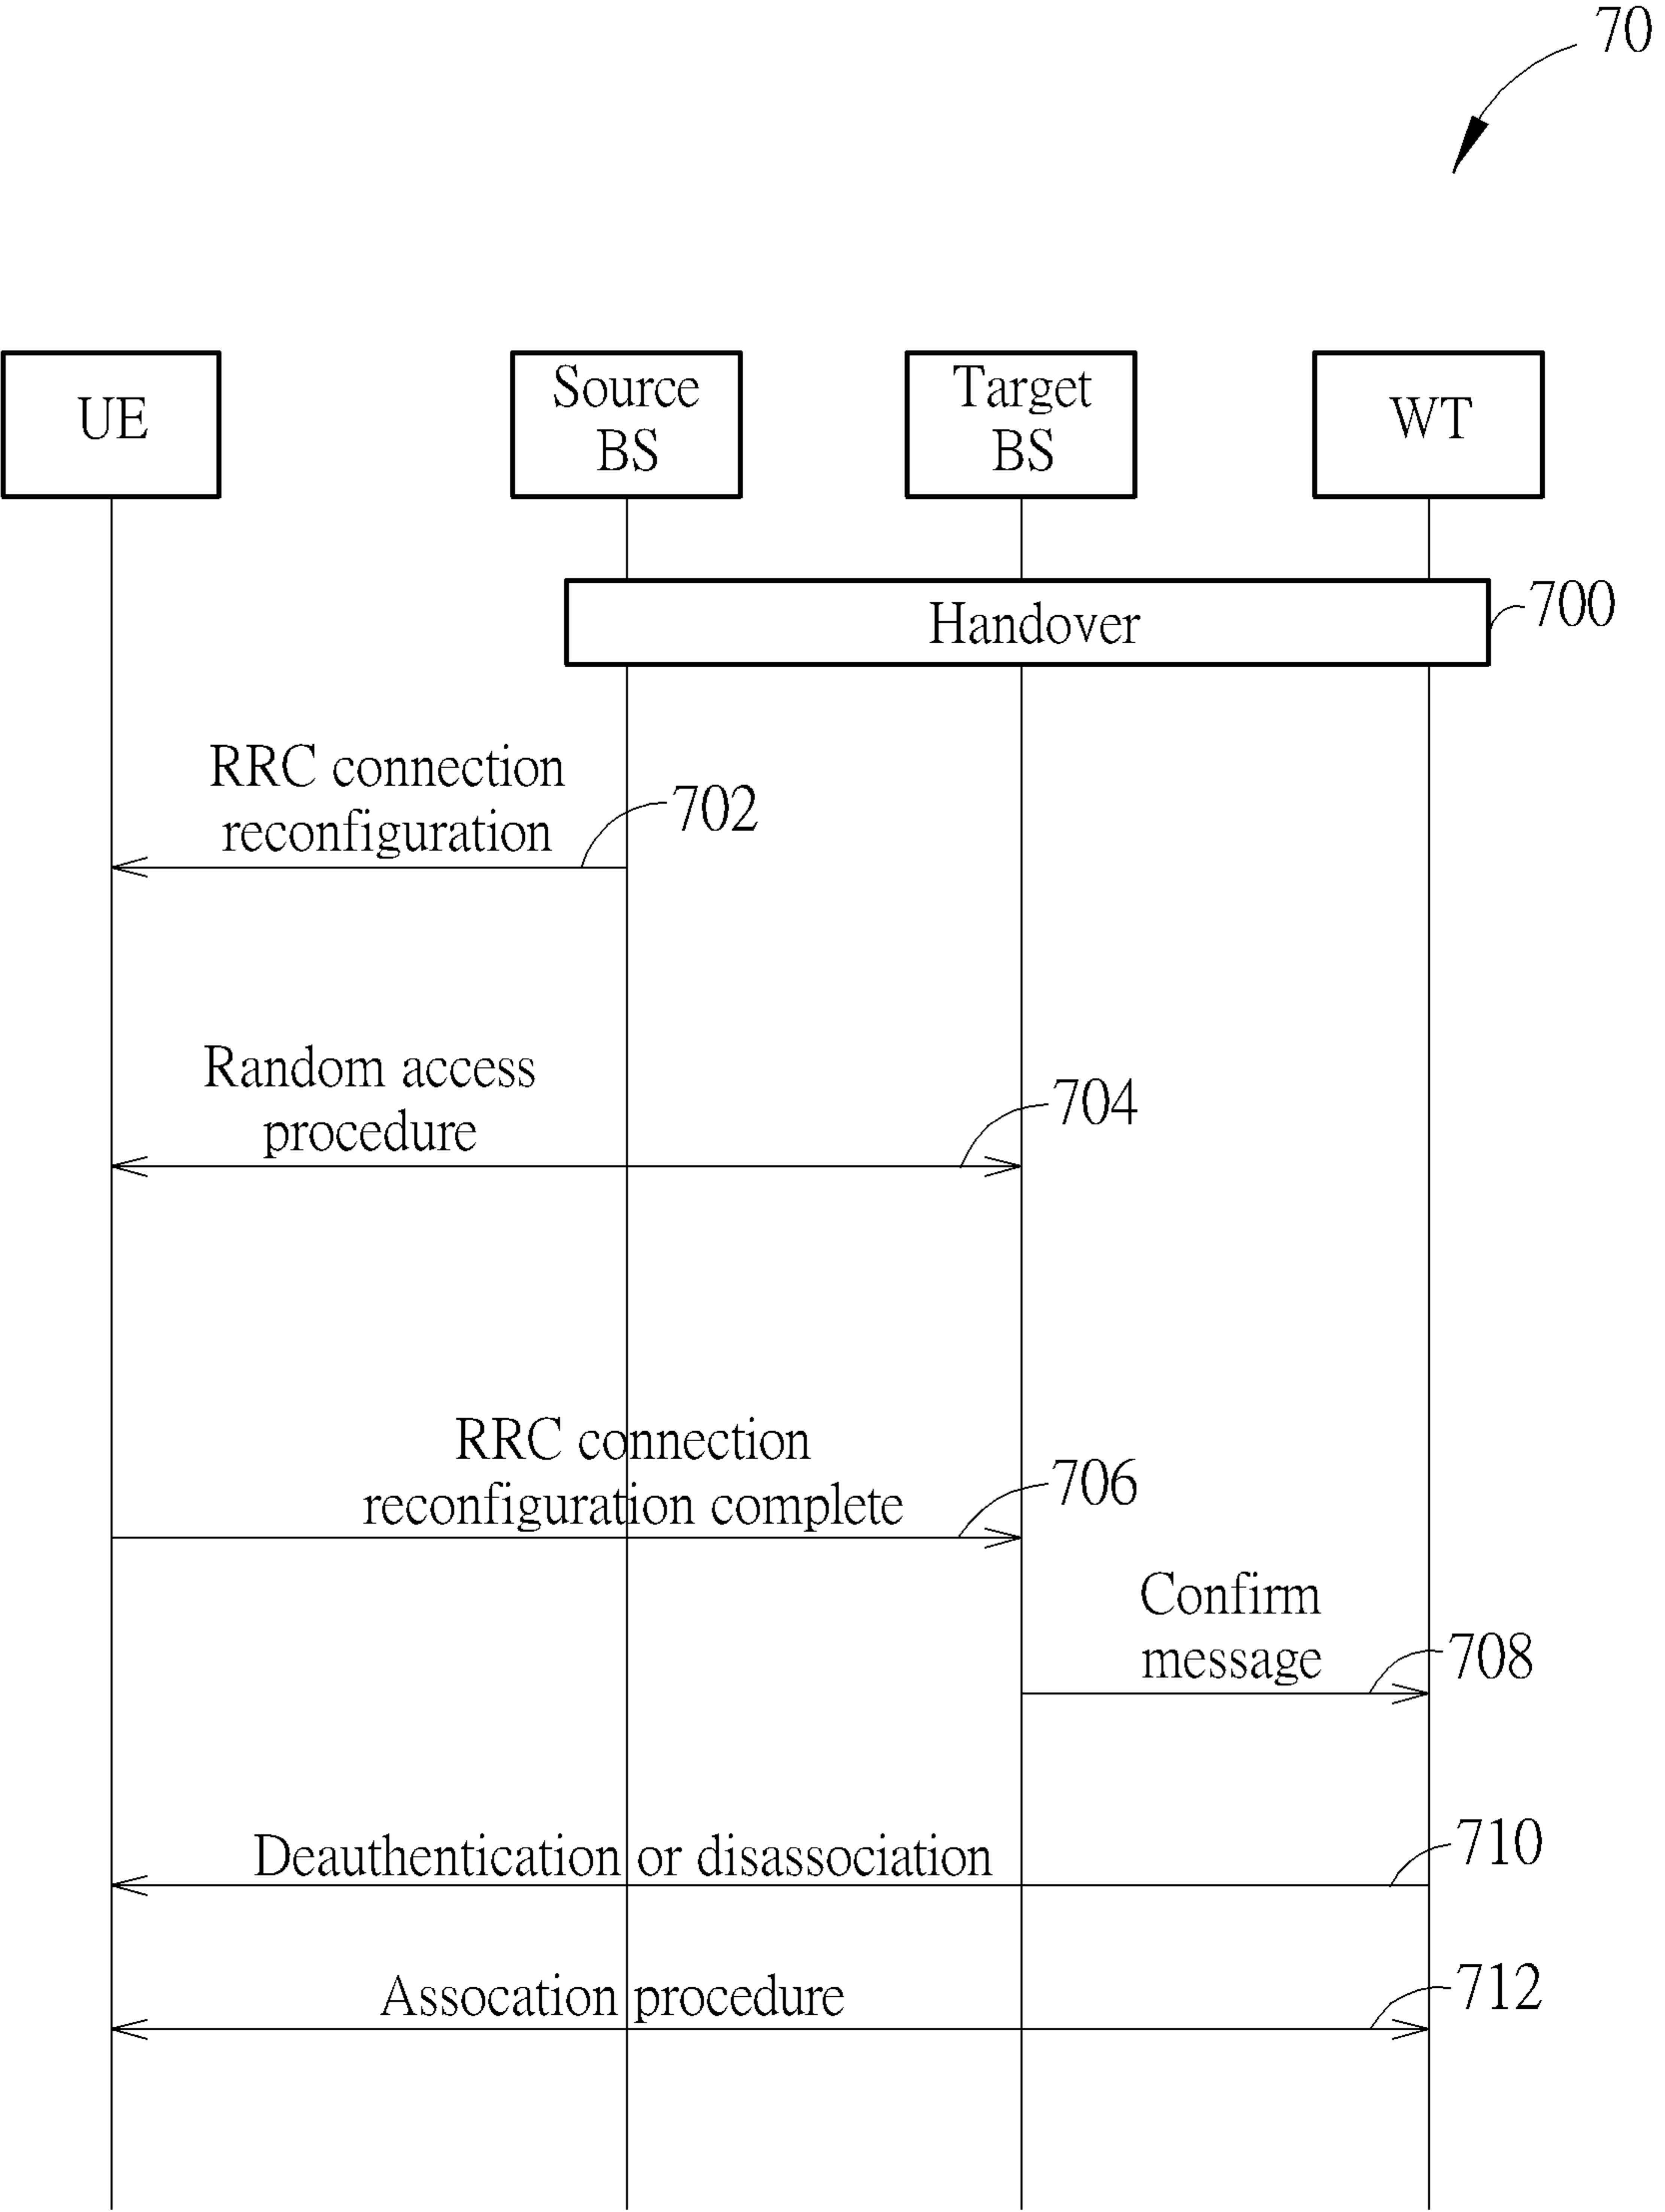 70
UE
Source
BS
Target
BS
WT
Handover
700
RRC connection
reconfiguration
702
Random access
procedure
704
RRC connection
reconfiguration complete
706
Confirm
message
708
Deauthentication or disassociation
710
Assocation procedure
712